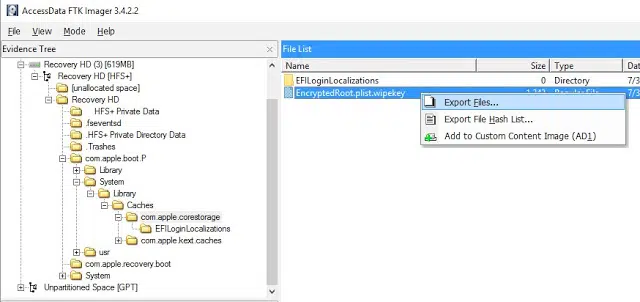 AccessData FTK Imager 3.4.2.2
File View Mode Help
Evidence Tree
Recovery HD (3) [619MB]
Recovery HD [HFS+]
[unallocated space]
Recovery HD
HFS+ Private Data
.fseventsd
.HFS+ Private Directory Data
.Trashes
com.apple.boot.P
Library
System
Library
Caches
com.apple.corestorage
EFILoginLocalizations
com.apple.kext.caches
usr
com.apple.recovery.boot
System
Unpartitioned Space [GPT]
File List
Name Size Type Dat
EFILoginLocalizations 0 Directory 7/3
EncryptedRoot.plist.wipekey 7/3
Export Files...
Export File Hash List...
Add to Custom Content Image (AD1)